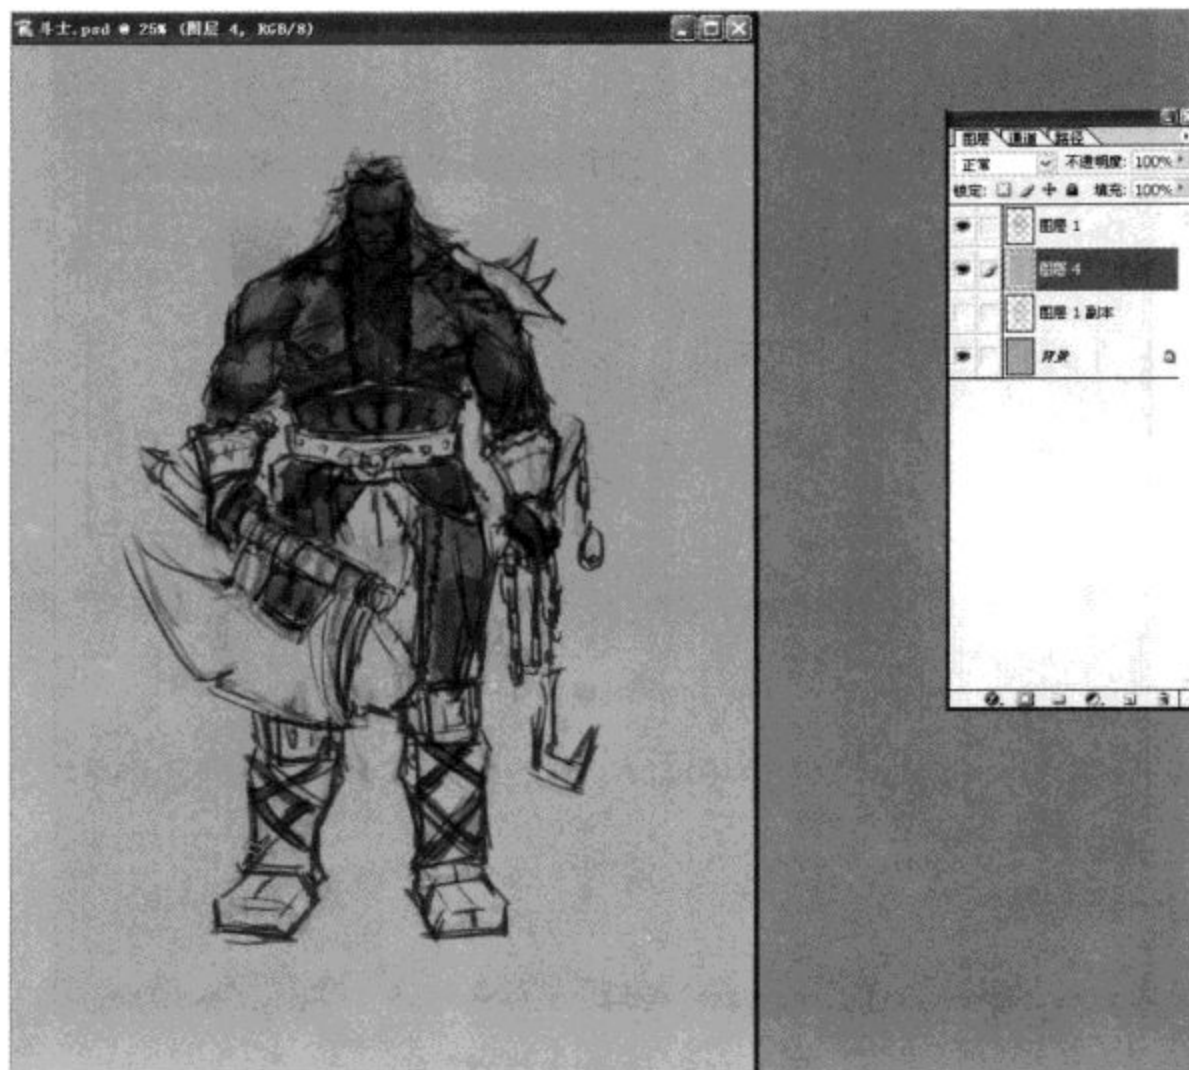 斗士.psd @ 25% (图层 4, RGB/8)
图层 通道 路径
正常 不透明度: 100%
锁定: 填充: 100%
图层 1
图层 4
图层 1 副本
背景